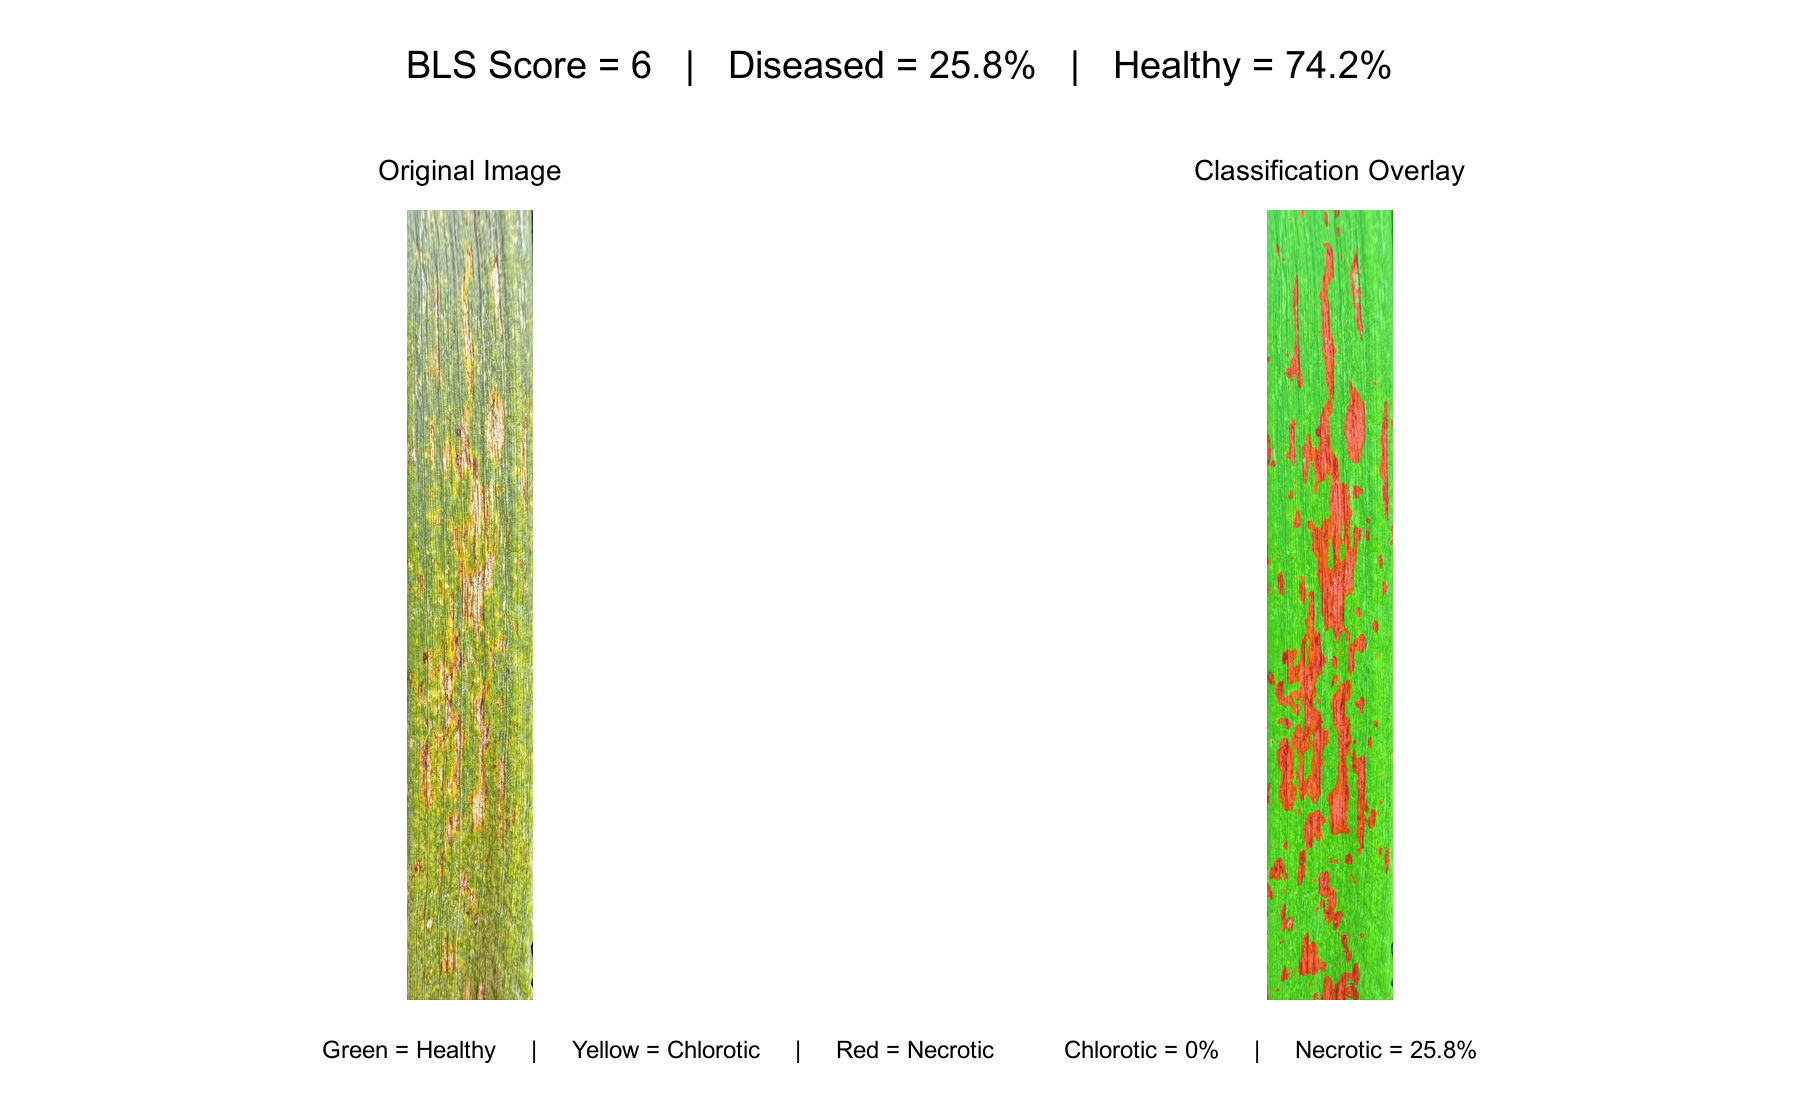 BLS Score = 6 | Diseased = 25.8% | Healthy = 74.2%
Original Image
Classification Overlay
Green = Healthy | Yellow = Chlorotic | Red = Necrotic
Chlorotic = 0% | Necrotic = 25.8%